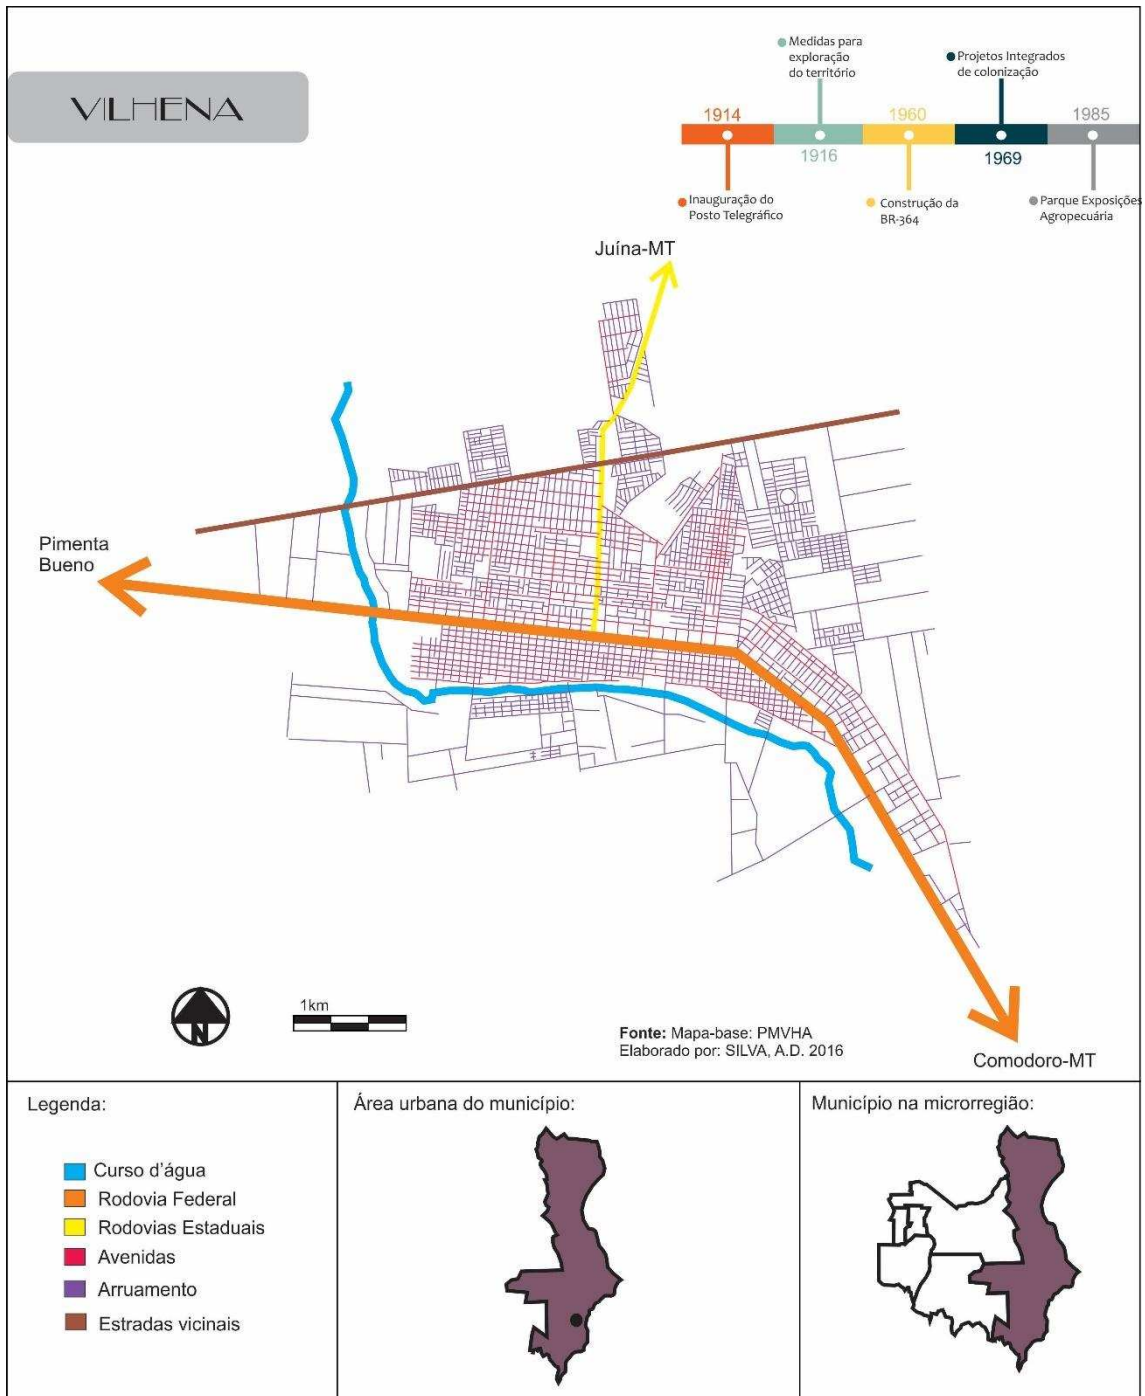 VILHENA
Medidas para
exploração
do território
Projetos Integrados
de colonização
1914
1960
1985
1916
1969
Inauguração do
Posto Telegráfico
Construção da
BR-364
Parque Exposições
Agropecuária
Juína-MT
Pimenta
Bueno
N
1km
Fonte: Mapa-base: PMVHA
Elaborado por: SILVA, A.D. 2016
Comodoro-MT
Legenda:
Curso d'água
Rodovia Federal
Rodovias Estaduais
Avenidas
Arruamento
Estradas vicinais
Área urbana do município:
Município na microrregião: